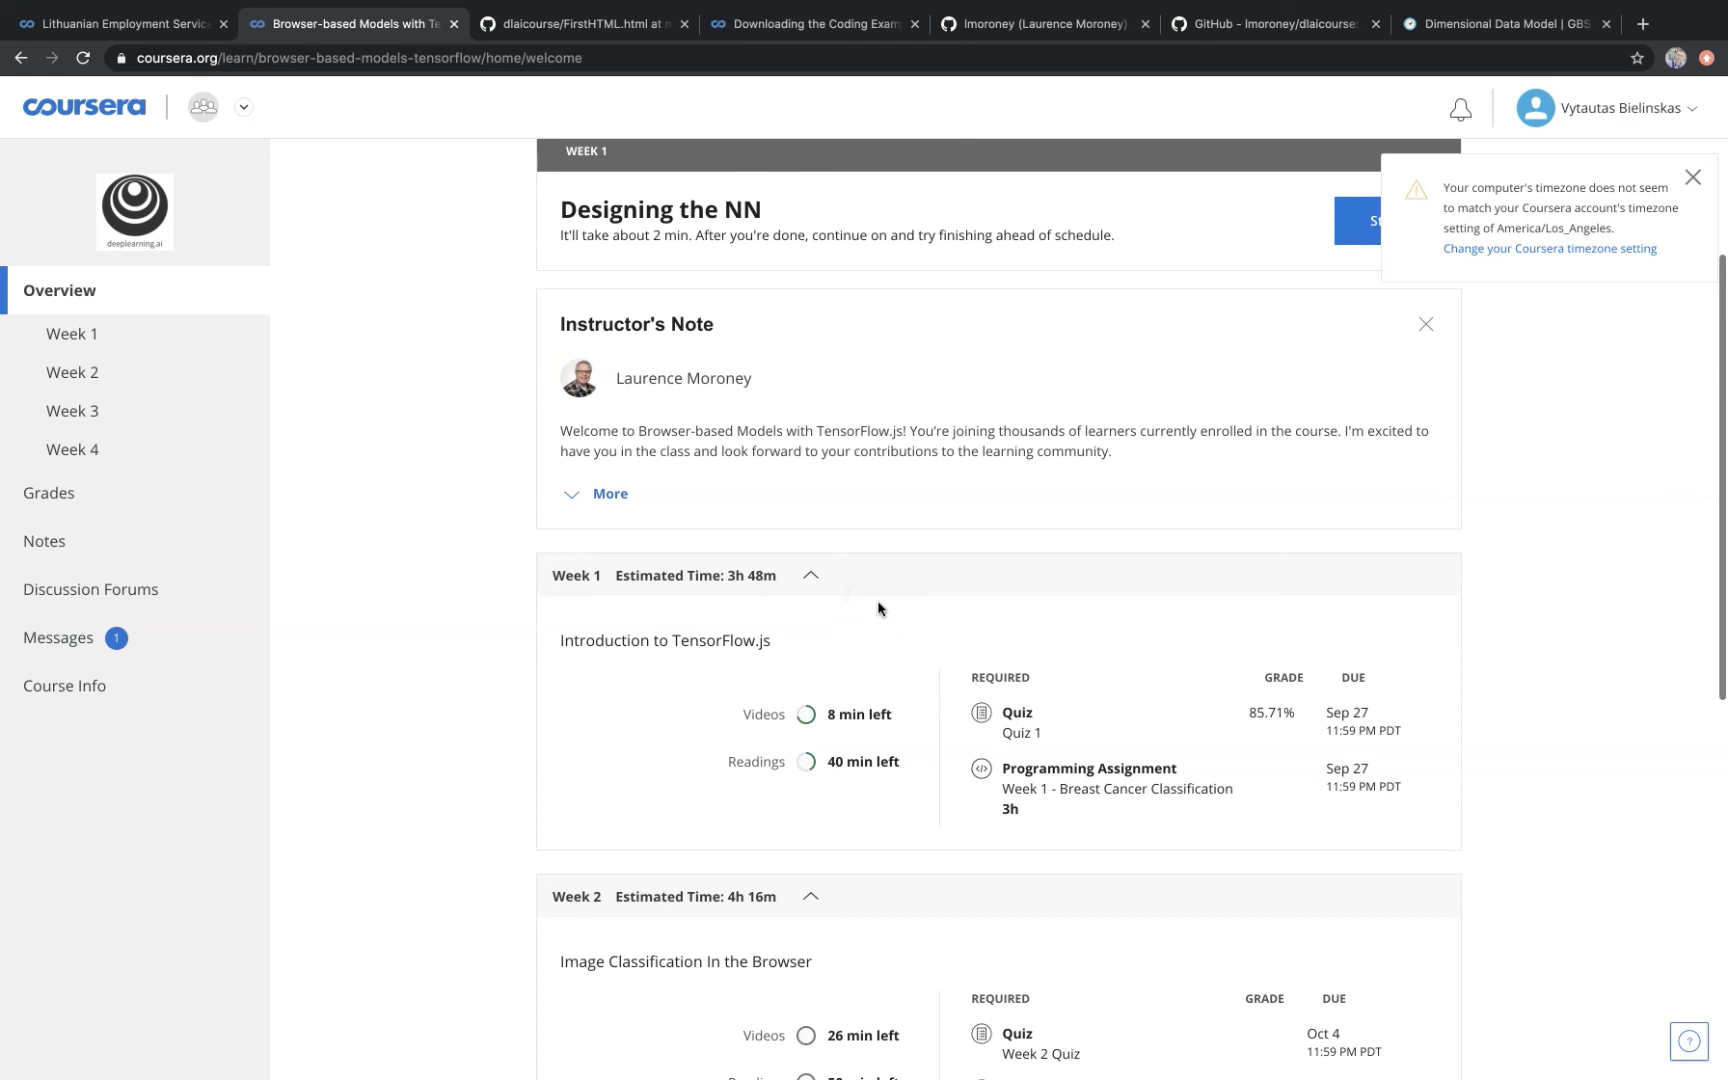 Lithuanian Employment Servic
Browser-based Models with Te
dlaicourse/FirstHTML.html at
Downloading the Coding Exam
lmoroney (Laurence Moroney)
GitHub - lmoroney/dlaicourse:
Dimensional Data Model | GBS
coursera.org/learn/browser-based-models-tensorflow/home/welcome
coursera
Vytautas Bielinskas
deeplearning.ai
Overview
Week 1
Week 2
Week 3
Week 4
Grades
Notes
Discussion Forums
Messages 1
Course Info
WEEK 1
Designing the NN
It'll take about 2 min. After you're done, continue on and try finishing ahead of schedule.
Your computer's timezone does not seem
to match your Coursera account's timezone
setting of America/Los_Angeles.
Change your Coursera timezone setting
Instructor's Note
Laurence Moroney
Welcome to Browser-based Models with TensorFlow.js! You're joining thousands of learners currently enrolled in the course. I'm excited to
have you in the class and look forward to your contributions to the learning community.
More
Week 1 Estimated Time: 3h 48m
Introduction to TensorFlow.js
Videos 8 min left
Readings 40 min left
REQUIRED GRADE DUE
Quiz 85.71% Sep 27
Quiz 1 11:59 PM PDT
Programming Assignment Sep 27
Week 1 - Breast Cancer Classification 11:59 PM PDT
3h
Week 2 Estimated Time: 4h 16m
Image Classification In the Browser
Videos 26 min left
REQUIRED GRADE DUE
Quiz Oct 4
Week 2 Quiz 11:59 PM PDT
?